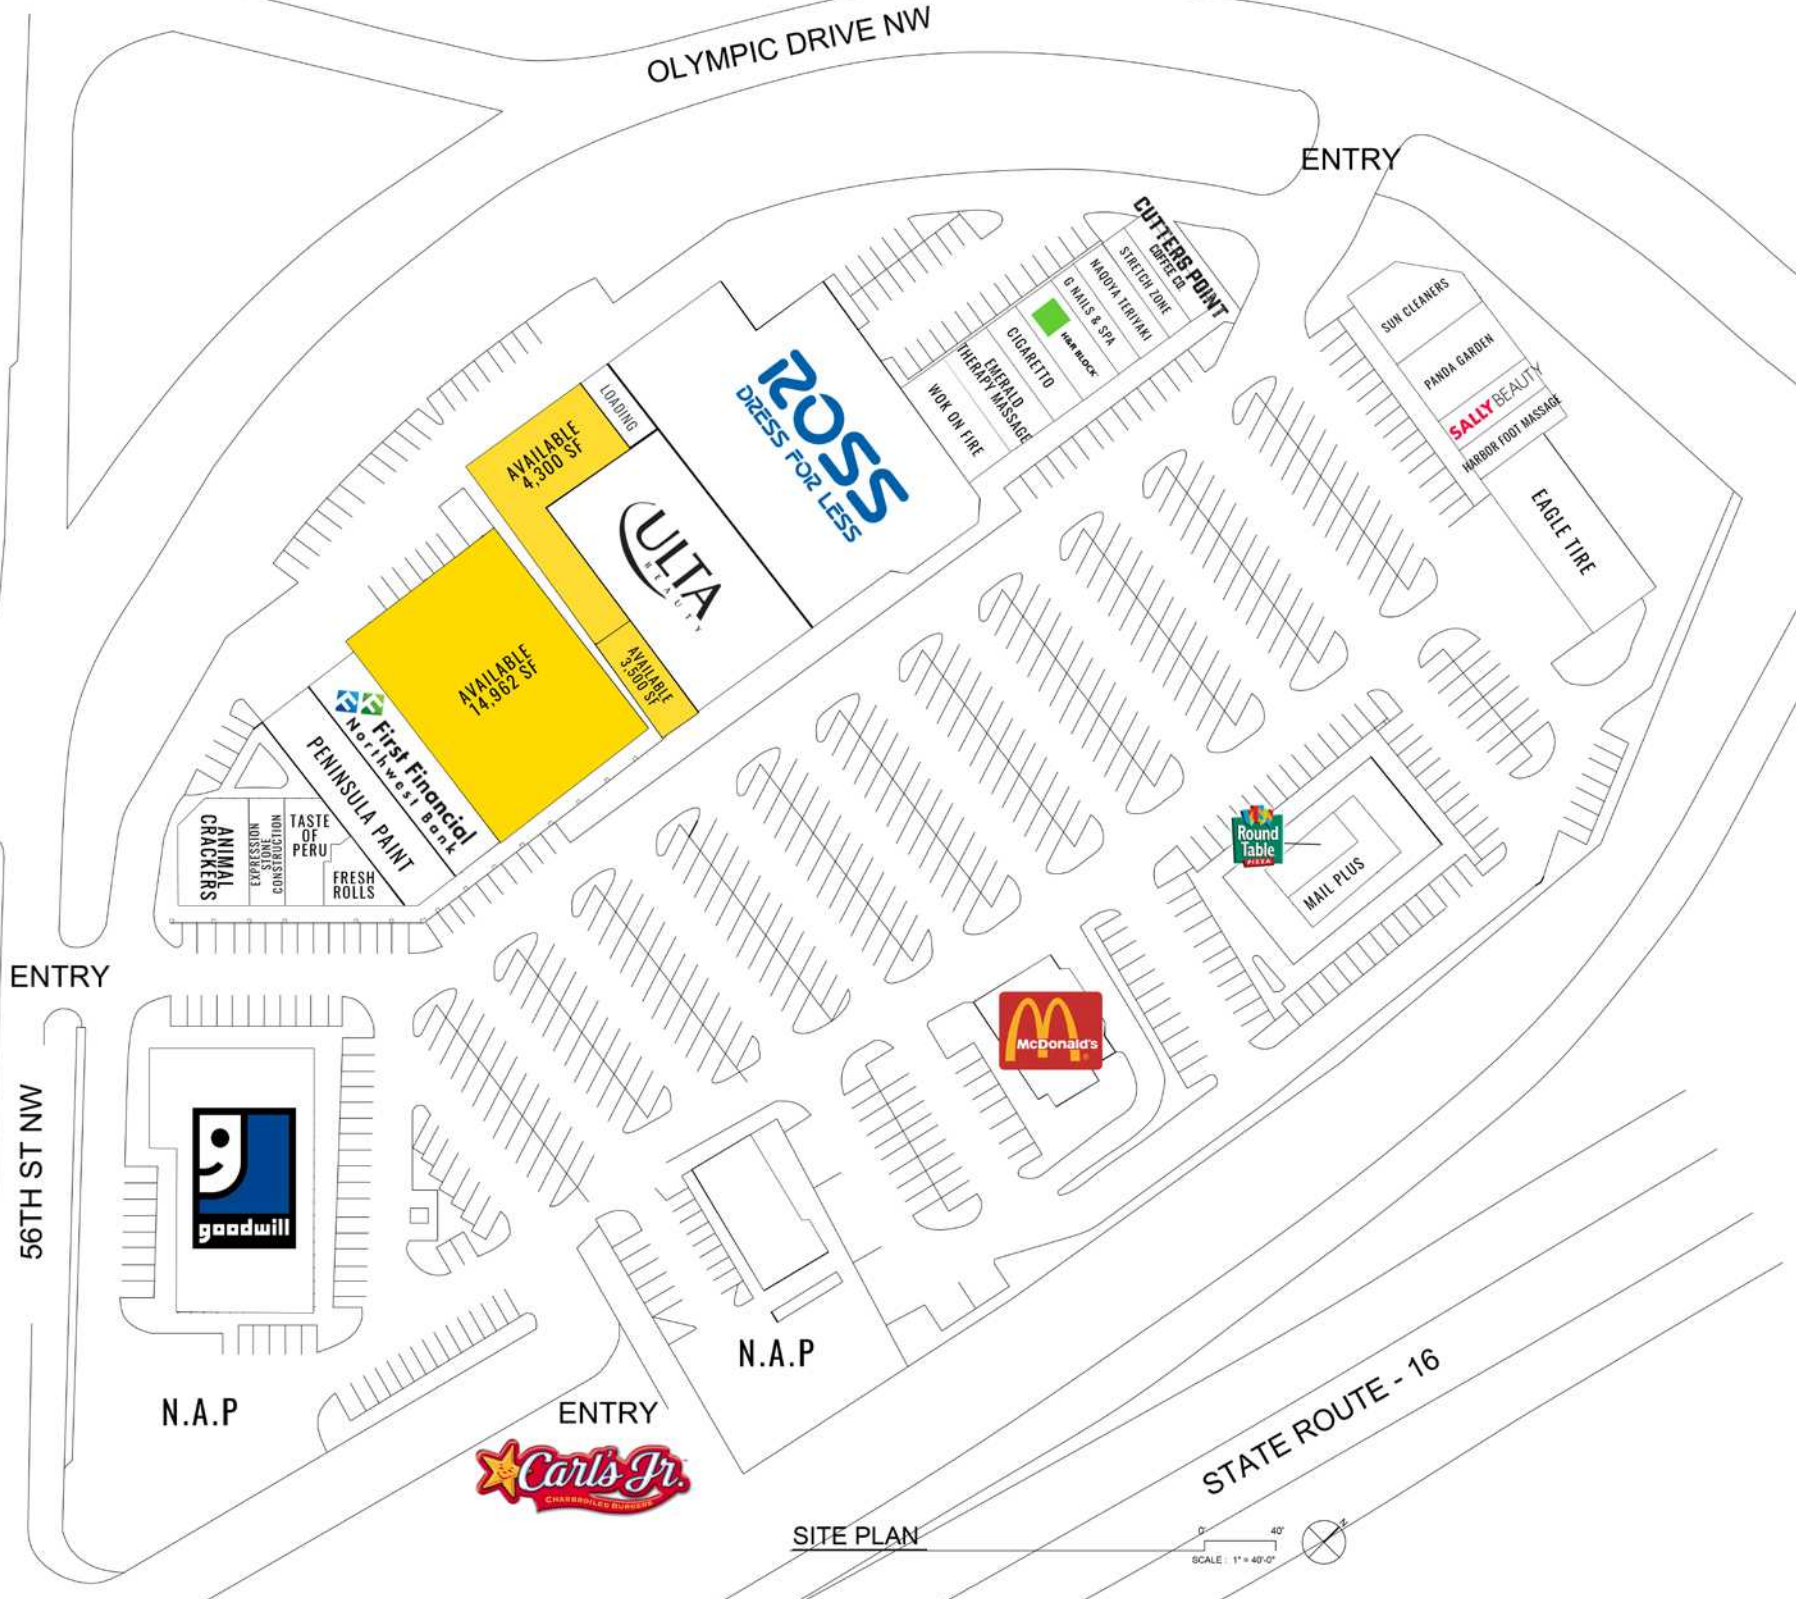 OLYMPIC DRIVE NW
ENTRY
CUTTERS POINT
COFFEE CO.
STRETCH ZONE
NAQOYA TERIYAKI
G NAILS & SPA
H&R BLOCK
CIGARETTO
EMERALD
THERAPY MASSAGE
WOK ON FIRE
SUN CLEANERS
PANDA GARDEN
SALLY BEAUTY
HARBOR FOOT MASSAGE
EAGLE TIRE
ROSS
DRESS FOR LESS
LOADING
AVAILABLE
4,300 SF
ULTA
BEAUTY
AVAILABLE
3,500 SF
AVAILABLE
14,962 SF
First Financial
Northwest Bank
PENINSULA PAINT
ANIMAL
CRACKERS
EXPRESSION
STONE
CONSTRUCTION
TASTE
OF
PERU
FRESH
ROLLS
Round
Table
PIZZA
MAIL PLUS
ENTRY
McDonald's
56TH ST NW
goodwill
N.A.P
N.A.P
ENTRY
Carl's Jr.
CHARBROILED BURGERS
STATE ROUTE - 16
SITE PLAN
0' 40'
SCALE : 1" = 40'-0"
N